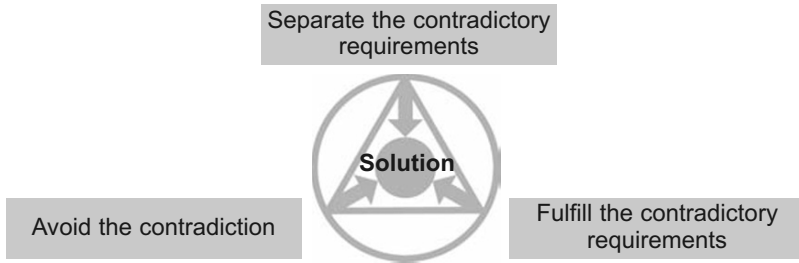 Separate the contradictory
requirements
Solution
Avoid the contradiction
Fulfill the contradictory
requirements